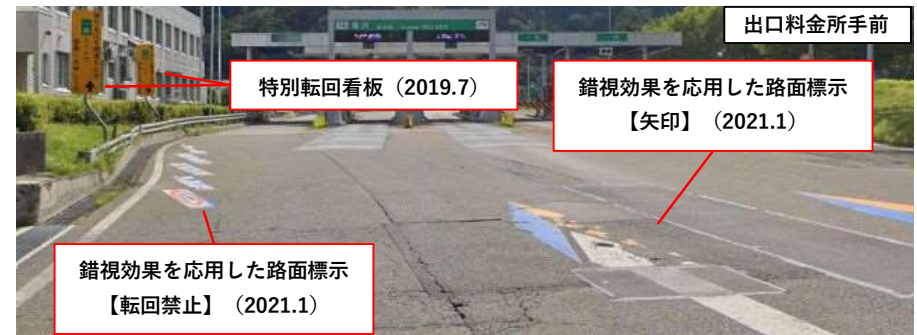 出口料金所手前
特別転回看板（2019.7）
錯視効果を応用した路面標示
【矢印】（2021.1）
錯視効果を応用した路面標示
【転回禁止】（2021.1）